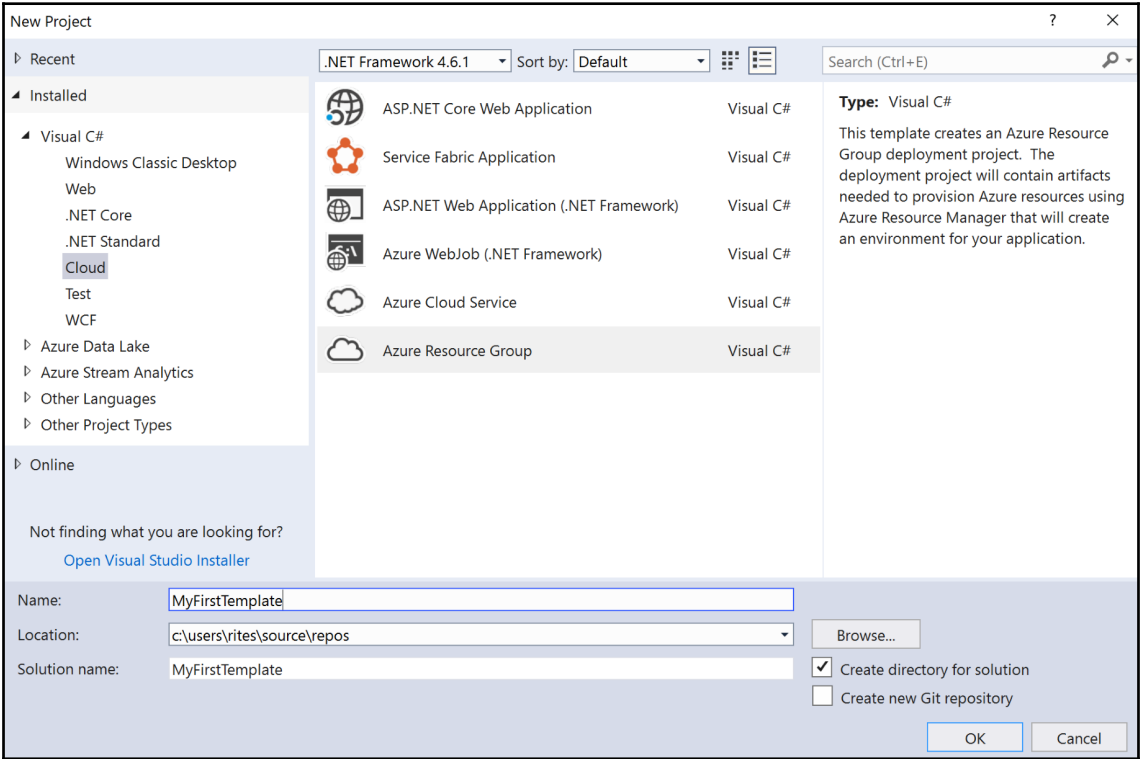 New Project
?
Recent
Installed
Visual C#
Windows Classic Desktop
Web
.NET Core
.NET Standard
Cloud
Test
WCF
Azure Data Lake
Azure Stream Analytics
Other Languages
Other Project Types
Online
Not finding what you are looking for?
Open Visual Studio Installer
.NET Framework 4.6.1 Sort by: Default
ASP.NET Core Web Application Visual C#
Service Fabric Application Visual C#
ASP.NET Web Application (.NET Framework) Visual C#
Azure WebJob (.NET Framework) Visual C#
Azure Cloud Service Visual C#
Azure Resource Group Visual C#
Search (Ctrl+E)
Type: Visual C#
This template creates an Azure Resource
Group deployment project. The
deployment project will contain artifacts
needed to provision Azure resources using
Azure Resource Manager that will create
an environment for your application.
Name: MyFirstTemplate
Location: c:\users\rites\source\repos Browse...
Solution name: MyFirstTemplate
Create directory for solution
Create new Git repository
OK Cancel